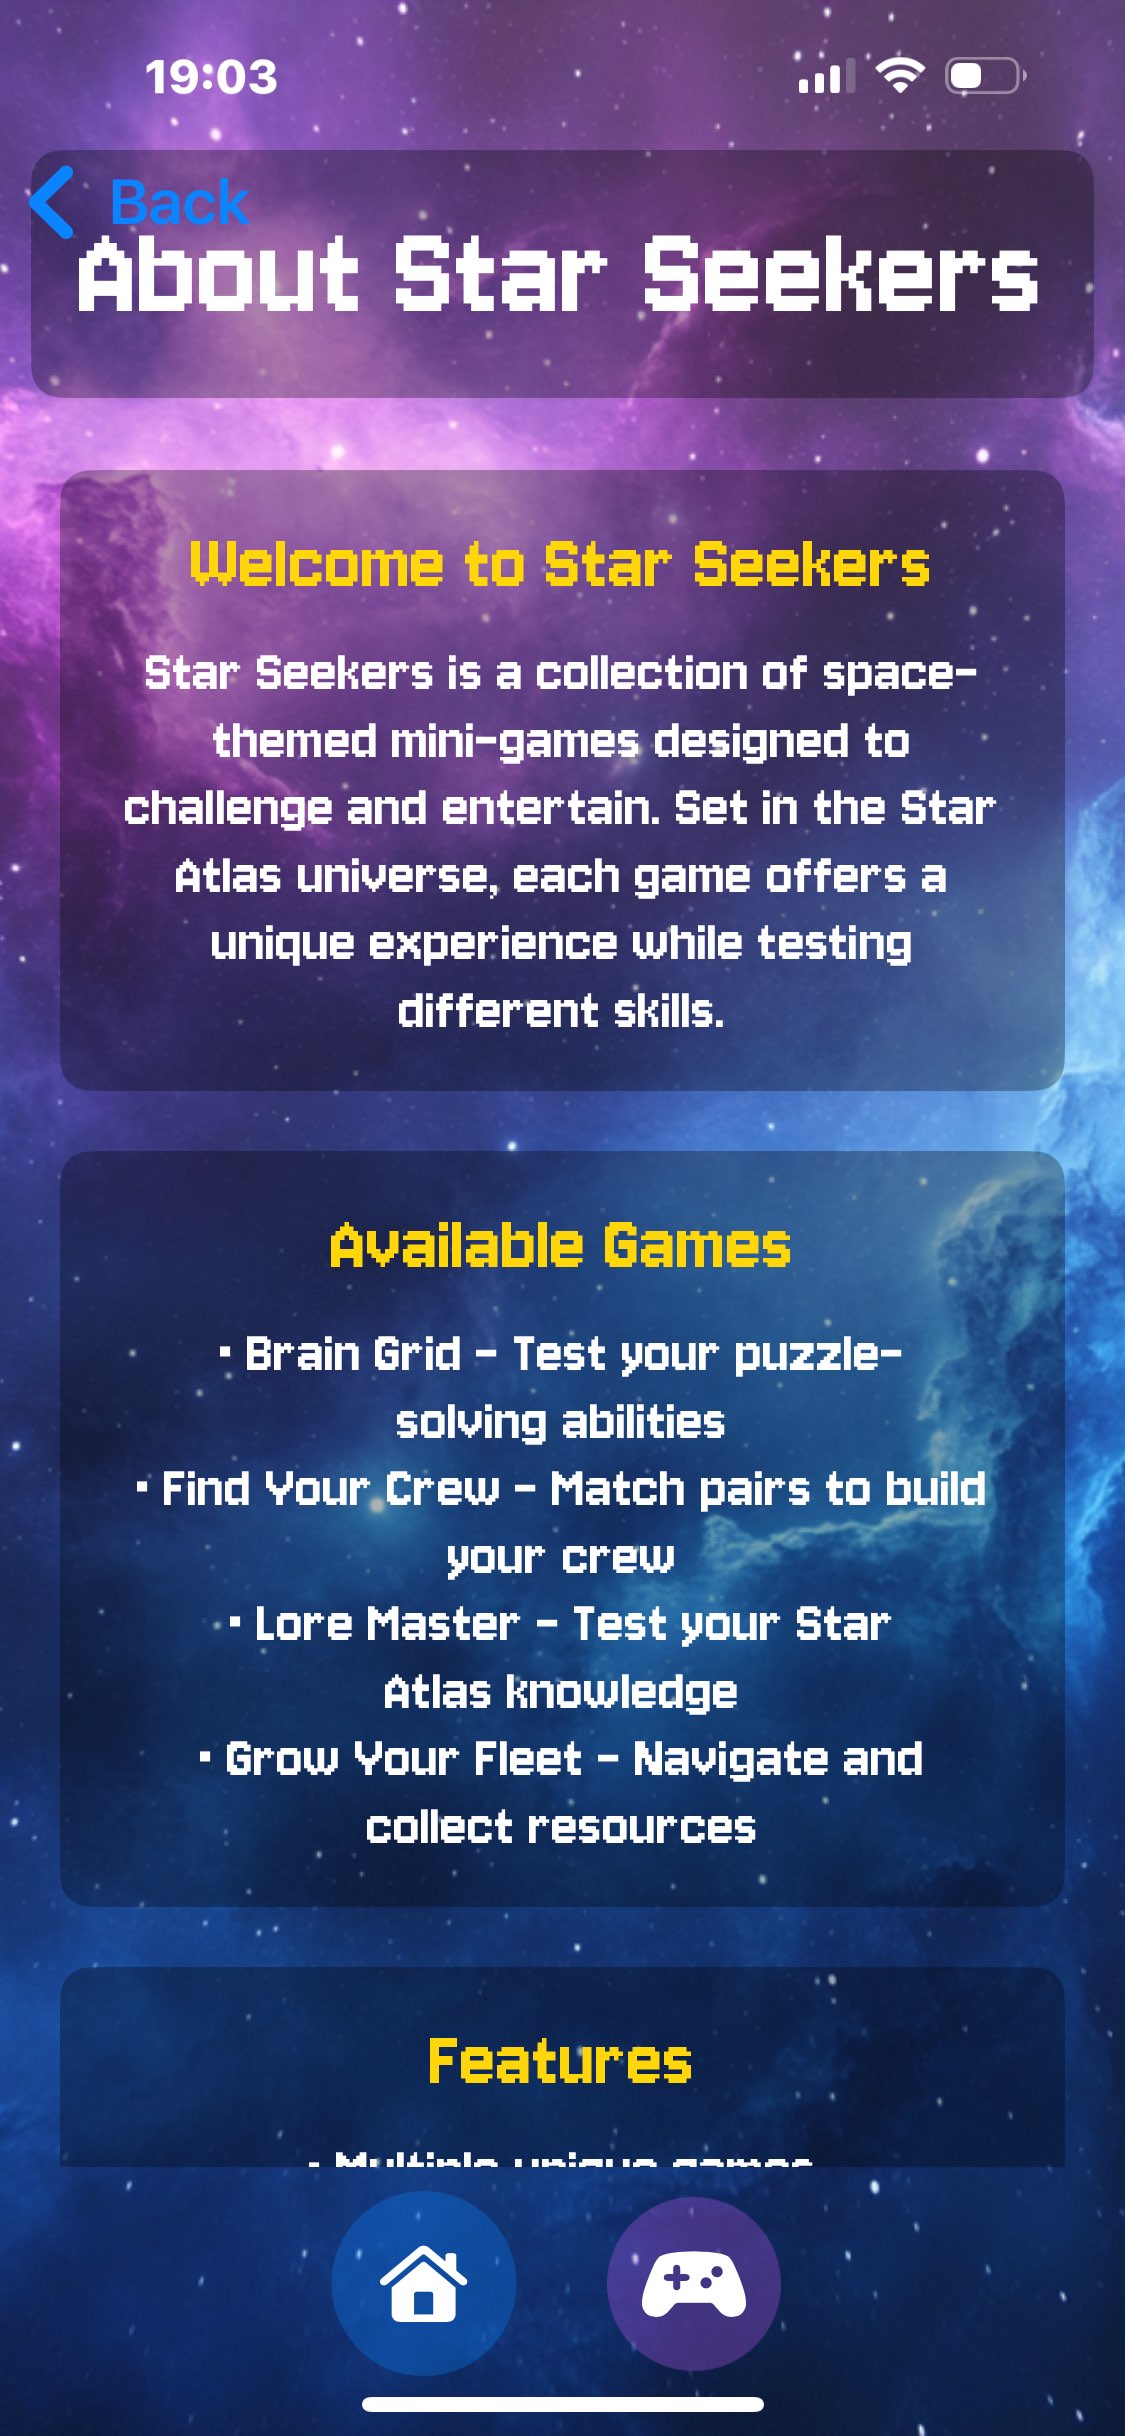 19:03
Back
About Star Seekers
Welcome to Star Seekers
Star Seekers is a collection of space-
themed mini-games designed to
challenge and entertain. Set in the Star
Atlas universe, each game offers a
unique experience while testing
different skills.
Available Games
• Brain Grid - Test your puzzle-
solving abilities
• Find Your Crew - Match pairs to build
your crew
• Lore Master - Test your Star
Atlas knowledge
• Grow Your Fleet - Navigate and
collect resources
Features
• Multiple unique games